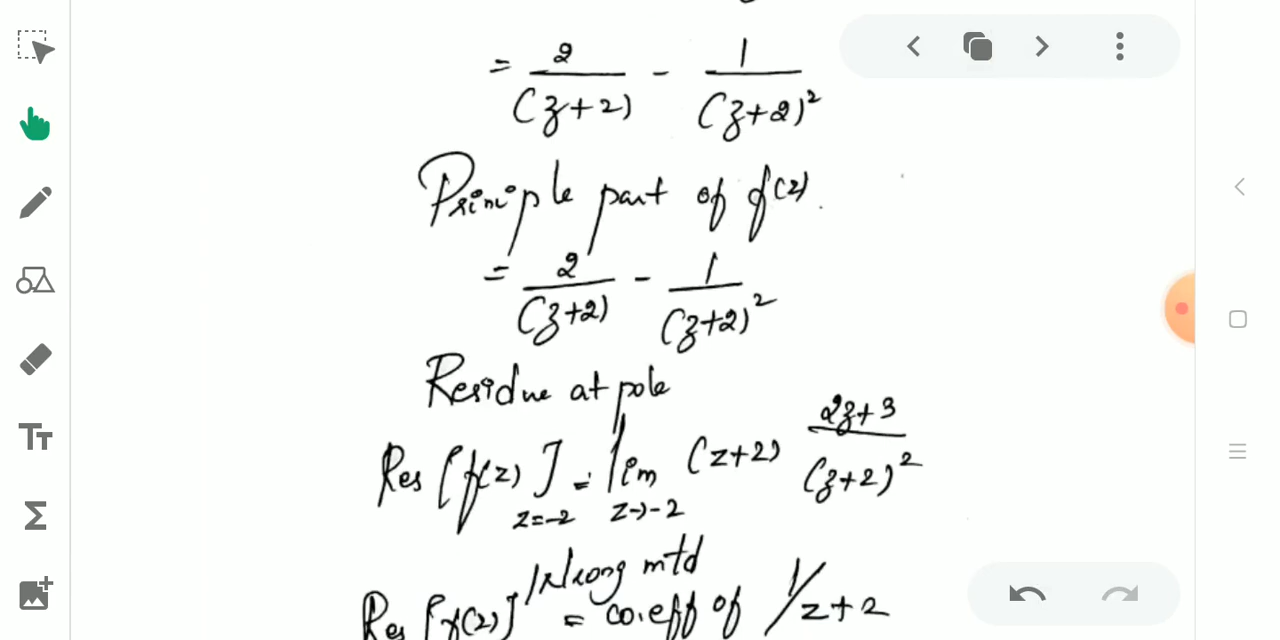 = 2/(z+2) - 1/(z+2)²
Principle part of f(z).
= 2/(z+2) - 1/(z+2)²
Residue at pole
Res [f(z)]z=-2 = lim z→-2 (z+2) 2z+3/(z+2)²
Wrong mtd
Res [f(z)] = co.eff of 1/z+2